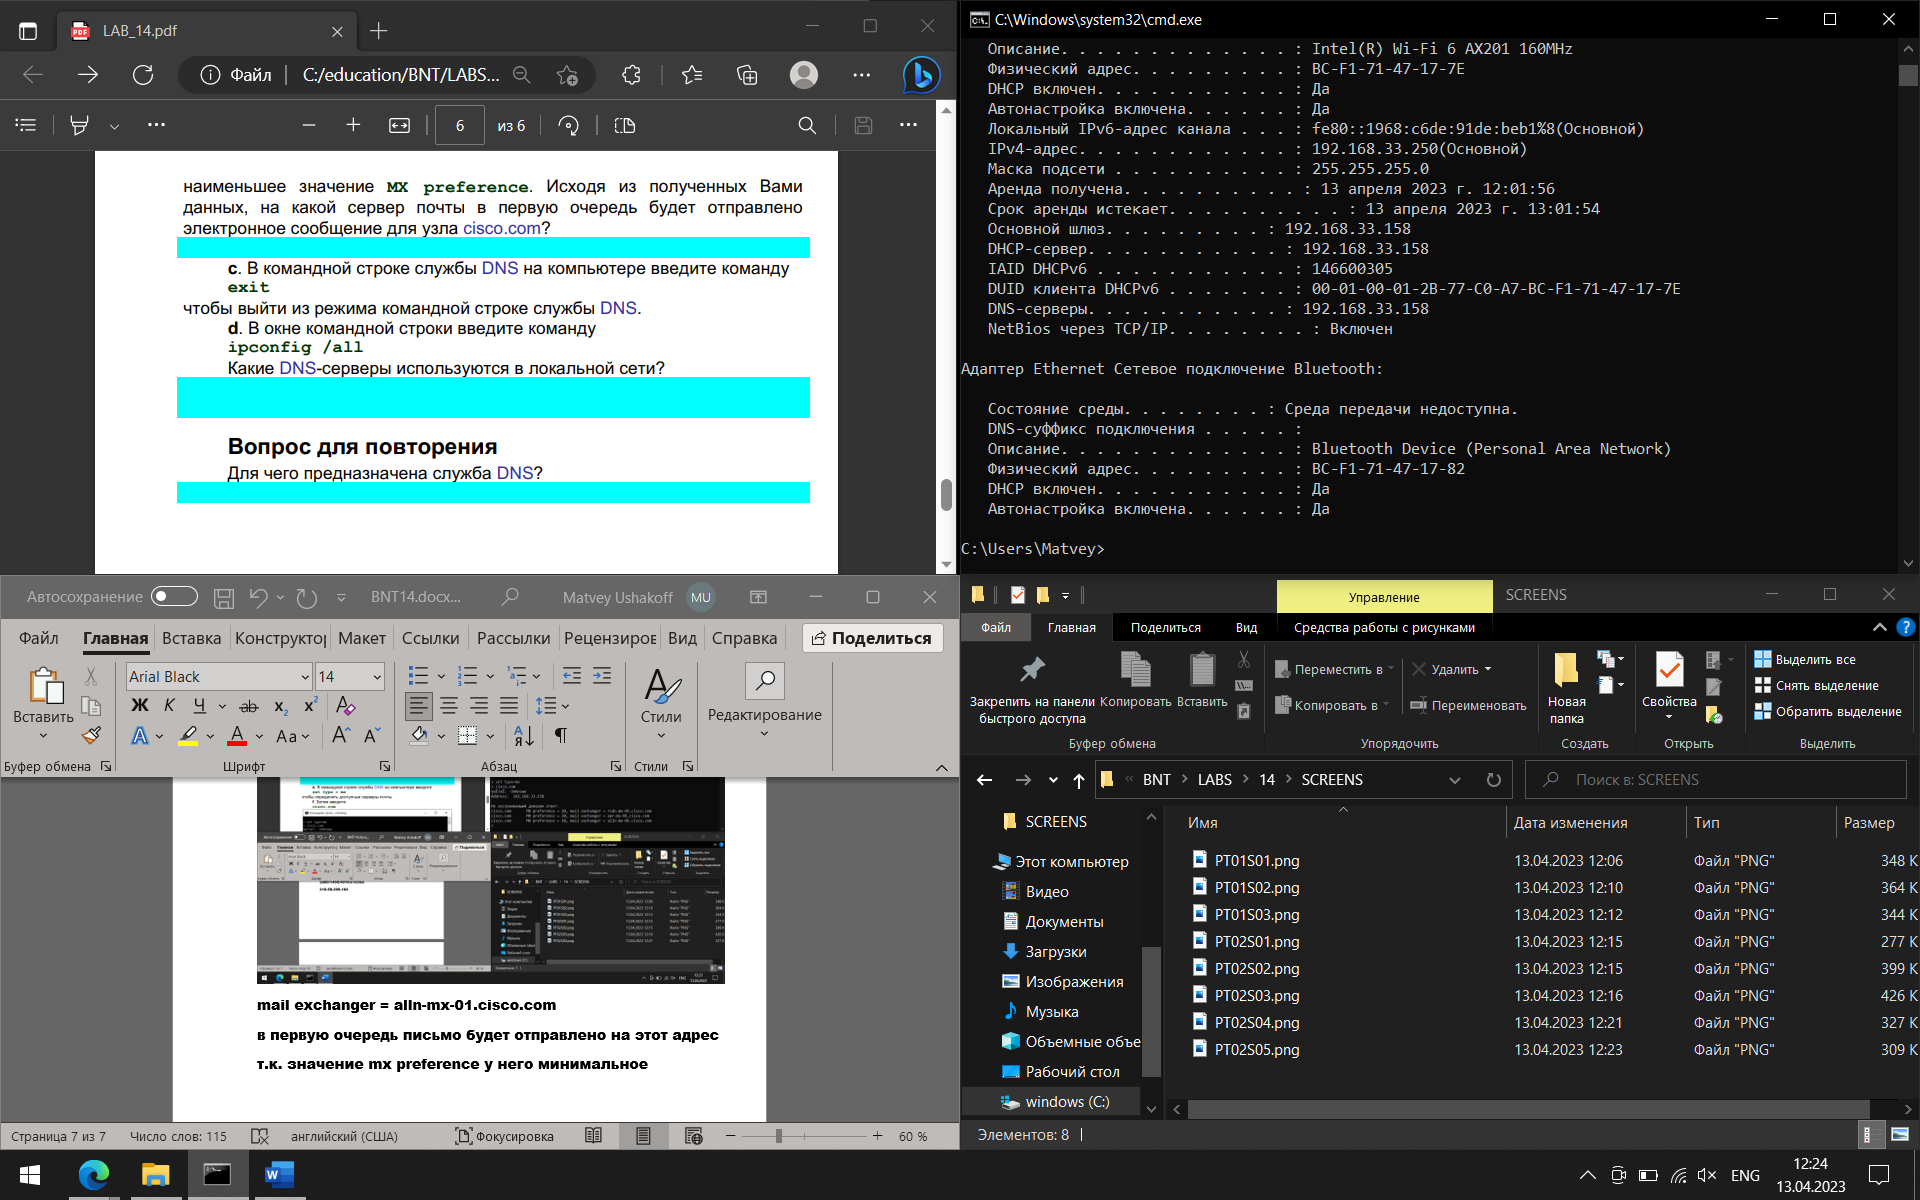 LAB_14.pdf
Файл
C:/education/BNT/LABS...
6 из 6
наименьшее значение MX preference. Исходя из полученных Вами
данных, на какой сервер почты в первую очередь будет отправлено
электронное сообщение для узла cisco.com?
c. В командной строке службы DNS на компьютере введите команду
exit
чтобы выйти из режима командной строке службы DNS.
d. В окне командной строки введите команду
ipconfig /all
Какие DNS-серверы используются в локальной сети?
Вопрос для повторения
Для чего предназначена служба DNS?
C:\Windows\system32\cmd.exe
Описание. . . . . . . . . . . . . : Intel(R) Wi-Fi 6 AX201 160MHz
Физический адрес. . . . . . . . . : BC-F1-71-47-17-7E
DHCP включен. . . . . . . . . . . : Да
Автонастройка включена. . . . . . : Да
Локальный IPv6-адрес канала . . . : fe80::1968:c6de:91de:beb1%8(Основной)
IPv4-адрес. . . . . . . . . . . . : 192.168.33.250(Основной)
Маска подсети . . . . . . . . . . : 255.255.255.0
Аренда получена. . . . . . . . . . : 13 апреля 2023 г. 12:01:56
Срок аренды истекает. . . . . . . . . . : 13 апреля 2023 г. 13:01:54
Основной шлюз. . . . . . . . . : 192.168.33.158
DHCP-сервер. . . . . . . . . . . : 192.168.33.158
IAID DHCPv6 . . . . . . . . . . . : 146600305
DUID клиента DHCPv6 . . . . . . . : 00-01-00-01-2B-77-C0-A7-BC-F1-71-47-17-7E
DNS-серверы. . . . . . . . . . . : 192.168.33.158
NetBios через TCP/IP. . . . . . . . : Включен
Адаптер Ethernet Сетевое подключение Bluetooth:
Состояние среды. . . . . . . . : Среда передачи недоступна.
DNS-суффикс подключения . . . . . :
Описание. . . . . . . . . . . . . : Bluetooth Device (Personal Area Network)
Физический адрес. . . . . . . . . : BC-F1-71-47-17-82
DHCP включен. . . . . . . . . . . : Да
Автонастройка включена. . . . . . : Да
C:\Users\Matvey>
Автосохранение
BNT14.docx...
Matvey Ushakoff
MU
Файл Главная Вставка Конструктор Макет Ссылки Рассылки Рецензиров Вид Справка
Поделиться
Вставить
Arial Black
14
Стили
Редактирование
Буфер обмена
Шрифт
Абзац
Стили
mail exchanger = alln-mx-01.cisco.com
в первую очередь письмо будет отправлено на этот адрес
т.к. значение mx preference у него минимальное
Страница 7 из 7 Число слов: 115 английский (США) Фокусировка 60 %
Управление
SCREENS
Файл Главная Поделиться Вид Средства работы с рисунками
Закрепить на панели быстрого доступа
Копировать
Вставить
Переместить в
Копировать в
Удалить
Переименовать
Новая папка
Свойства
Выделить все
Снять выделение
Обратить выделение
Буфер обмена Упорядочить Создать Открыть Выделить
BNT LABS 14 SCREENS
Поиск в: SCREENS
SCREENS
Этот компьютер
Видео
Документы
Загрузки
Изображения
Музыка
Объемные объе
Рабочий стол
windows (C:)
Имя Дата изменения Тип Размер
PT01S01.png 13.04.2023 12:06 Файл "PNG" 348 К
PT01S02.png 13.04.2023 12:10 Файл "PNG" 364 К
PT01S03.png 13.04.2023 12:12 Файл "PNG" 344 К
PT02S01.png 13.04.2023 12:15 Файл "PNG" 277 К
PT02S02.png 13.04.2023 12:15 Файл "PNG" 399 К
PT02S03.png 13.04.2023 12:16 Файл "PNG" 426 К
PT02S04.png 13.04.2023 12:21 Файл "PNG" 327 К
PT02S05.png 13.04.2023 12:23 Файл "PNG" 309 К
Элементов: 8
ENG
12:24
13.04.2023